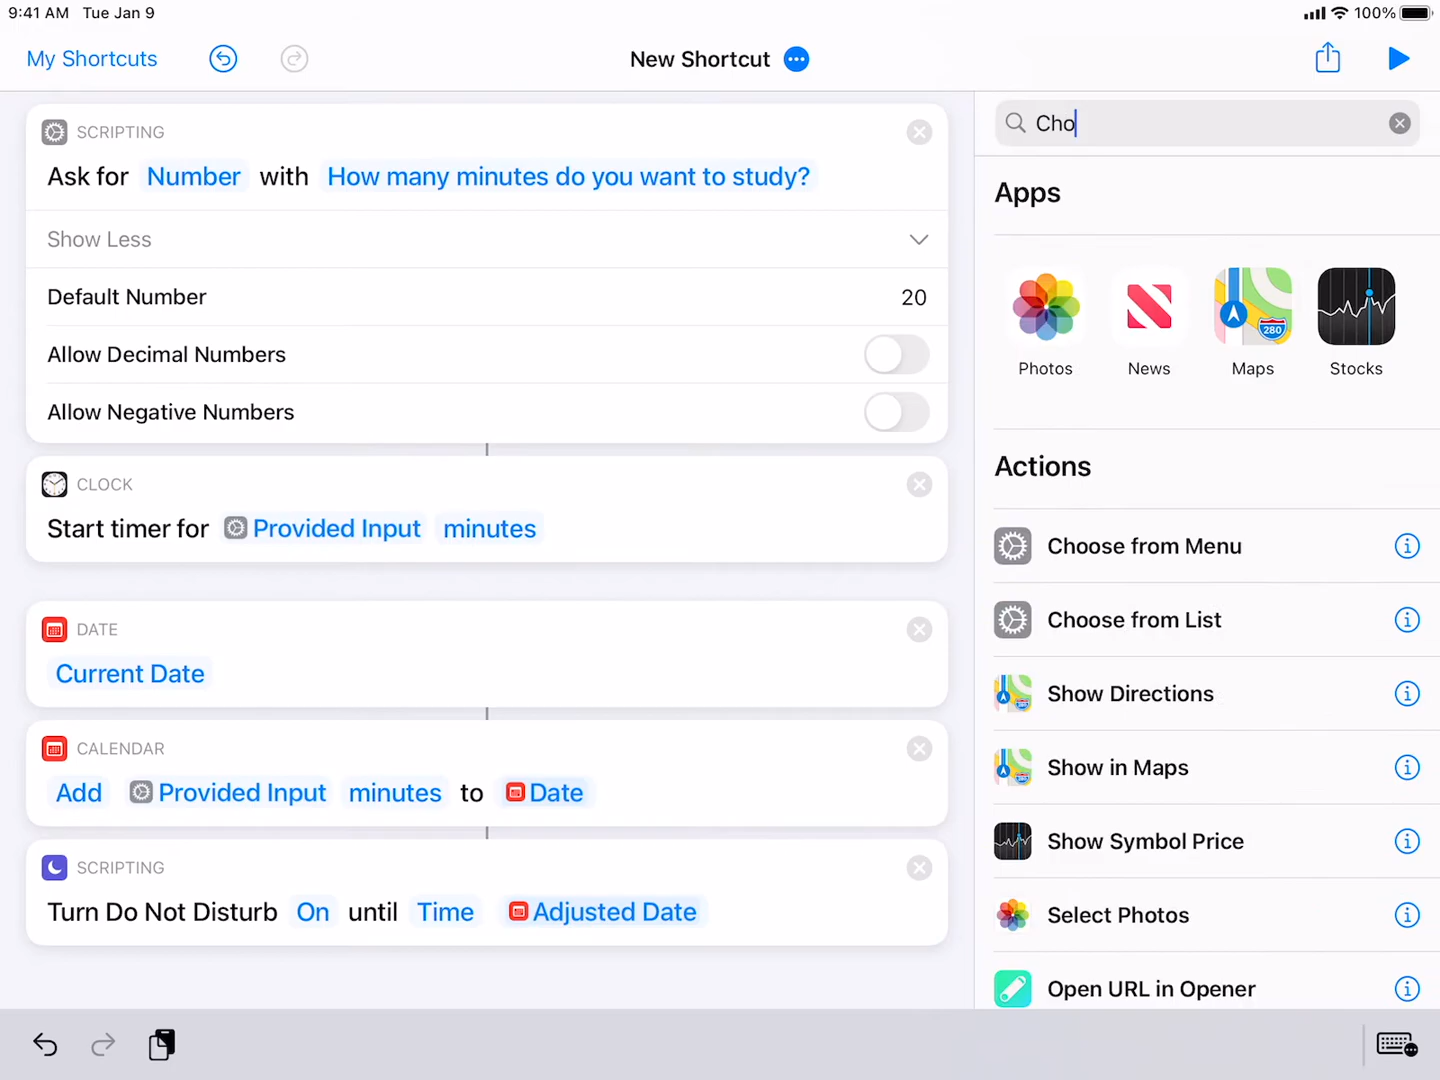 9:41 AM Tue Jan 9
100%
My Shortcuts
New Shortcut
SCRIPTING
Ask for Number with How many minutes do you want to study?
Show Less
Default Number 20
Allow Decimal Numbers
Allow Negative Numbers
CLOCK
Start timer for Provided Input minutes
DATE
Current Date
CALENDAR
Add Provided Input minutes to Date
SCRIPTING
Turn Do Not Disturb On until Time Adjusted Date
Cho
Apps
280
Photos News Maps Stocks
Actions
Choose from Menu
Choose from List
Show Directions
Show in Maps
Show Symbol Price
Select Photos
Open URL in Opener